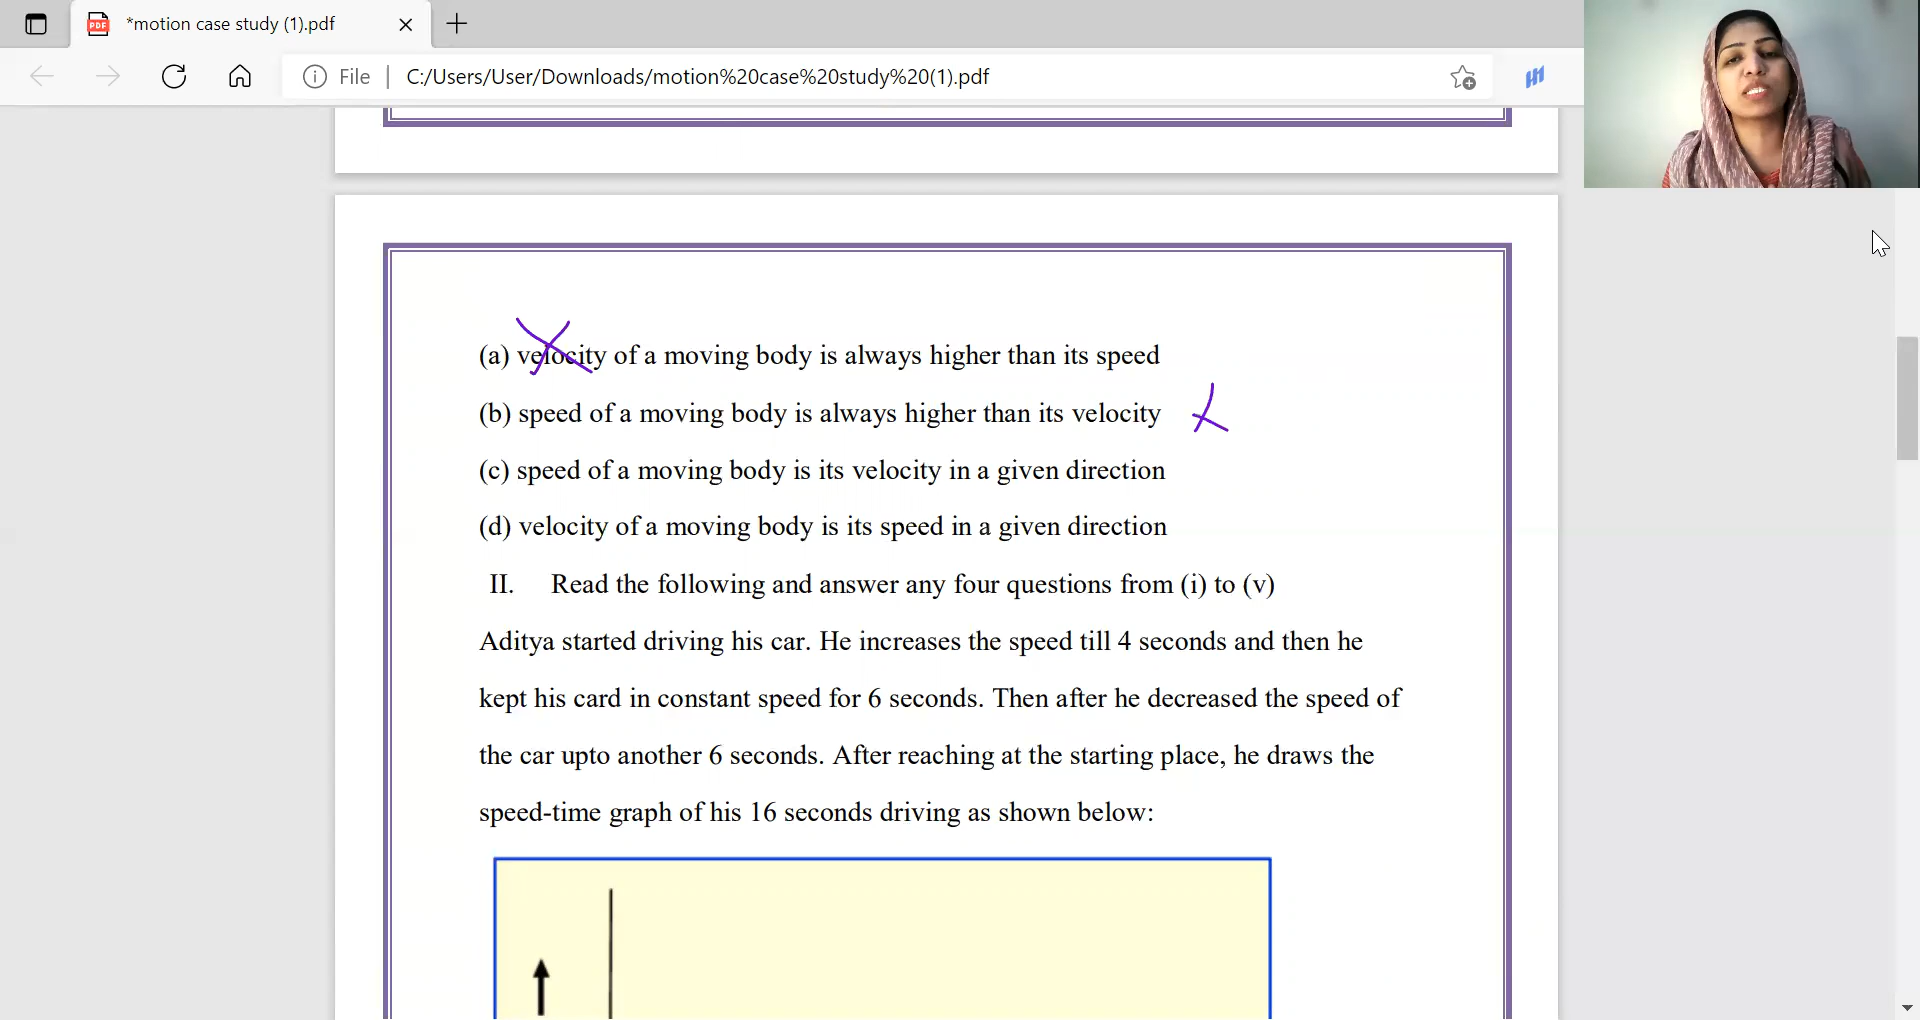 *motion case study (1).pdf
File | C:/Users/User/Downloads/motion%20case%20study%20(1).pdf
(a) velocity of a moving body is always higher than its speed
(b) speed of a moving body is always higher than its velocity
(c) speed of a moving body is its velocity in a given direction
(d) velocity of a moving body is its speed in a given direction
II. Read the following and answer any four questions from (i) to (v)
Aditya started driving his car. He increases the speed till 4 seconds and then he
kept his card in constant speed for 6 seconds. Then after he decreased the speed of
the car upto another 6 seconds. After reaching at the starting place, he draws the
speed-time graph of his 16 seconds driving as shown below: